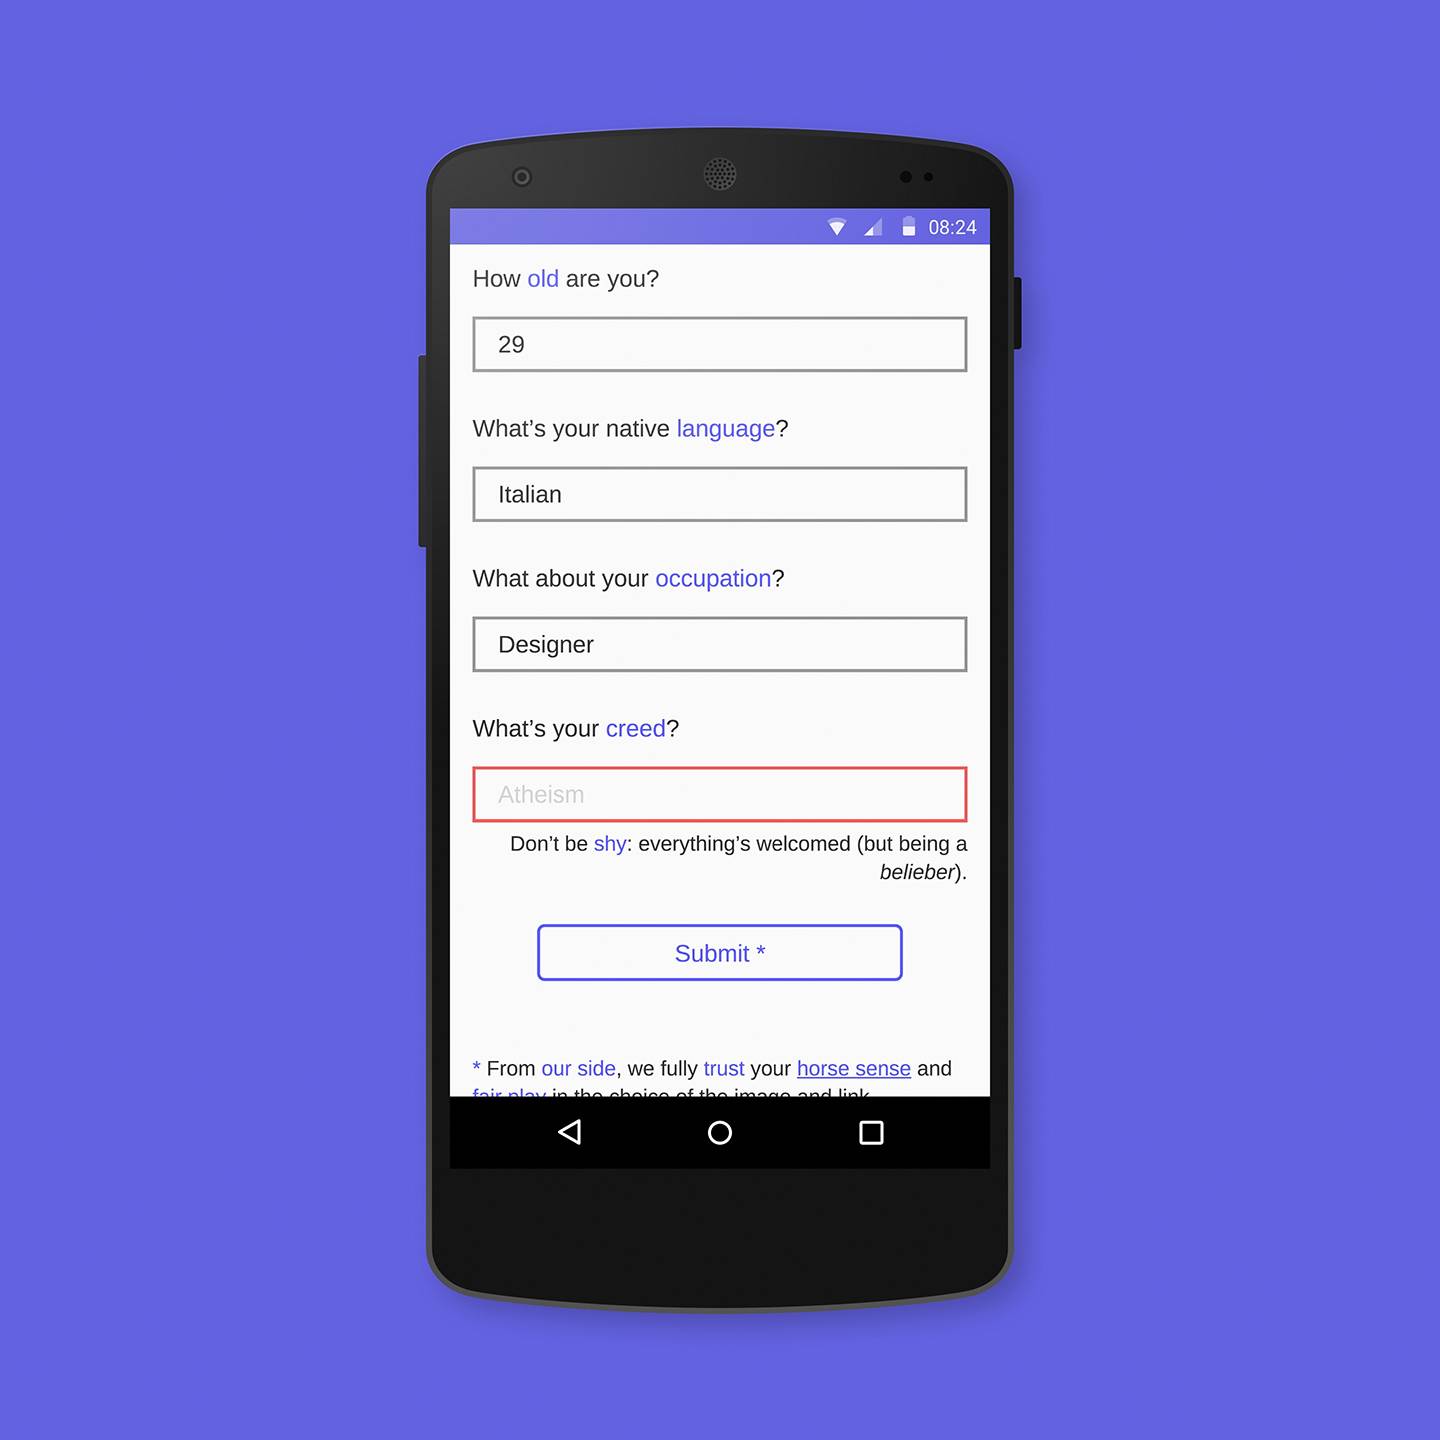 08:24
How old are you?
29
What’s your native language?
Italian
What about your occupation?
Designer
What’s your creed?
Atheism
Don’t be shy: everything’s welcomed (but being a
belieber).
Submit *
* From our side, we fully trust your horse sense and
fair play in the choice of the image and link